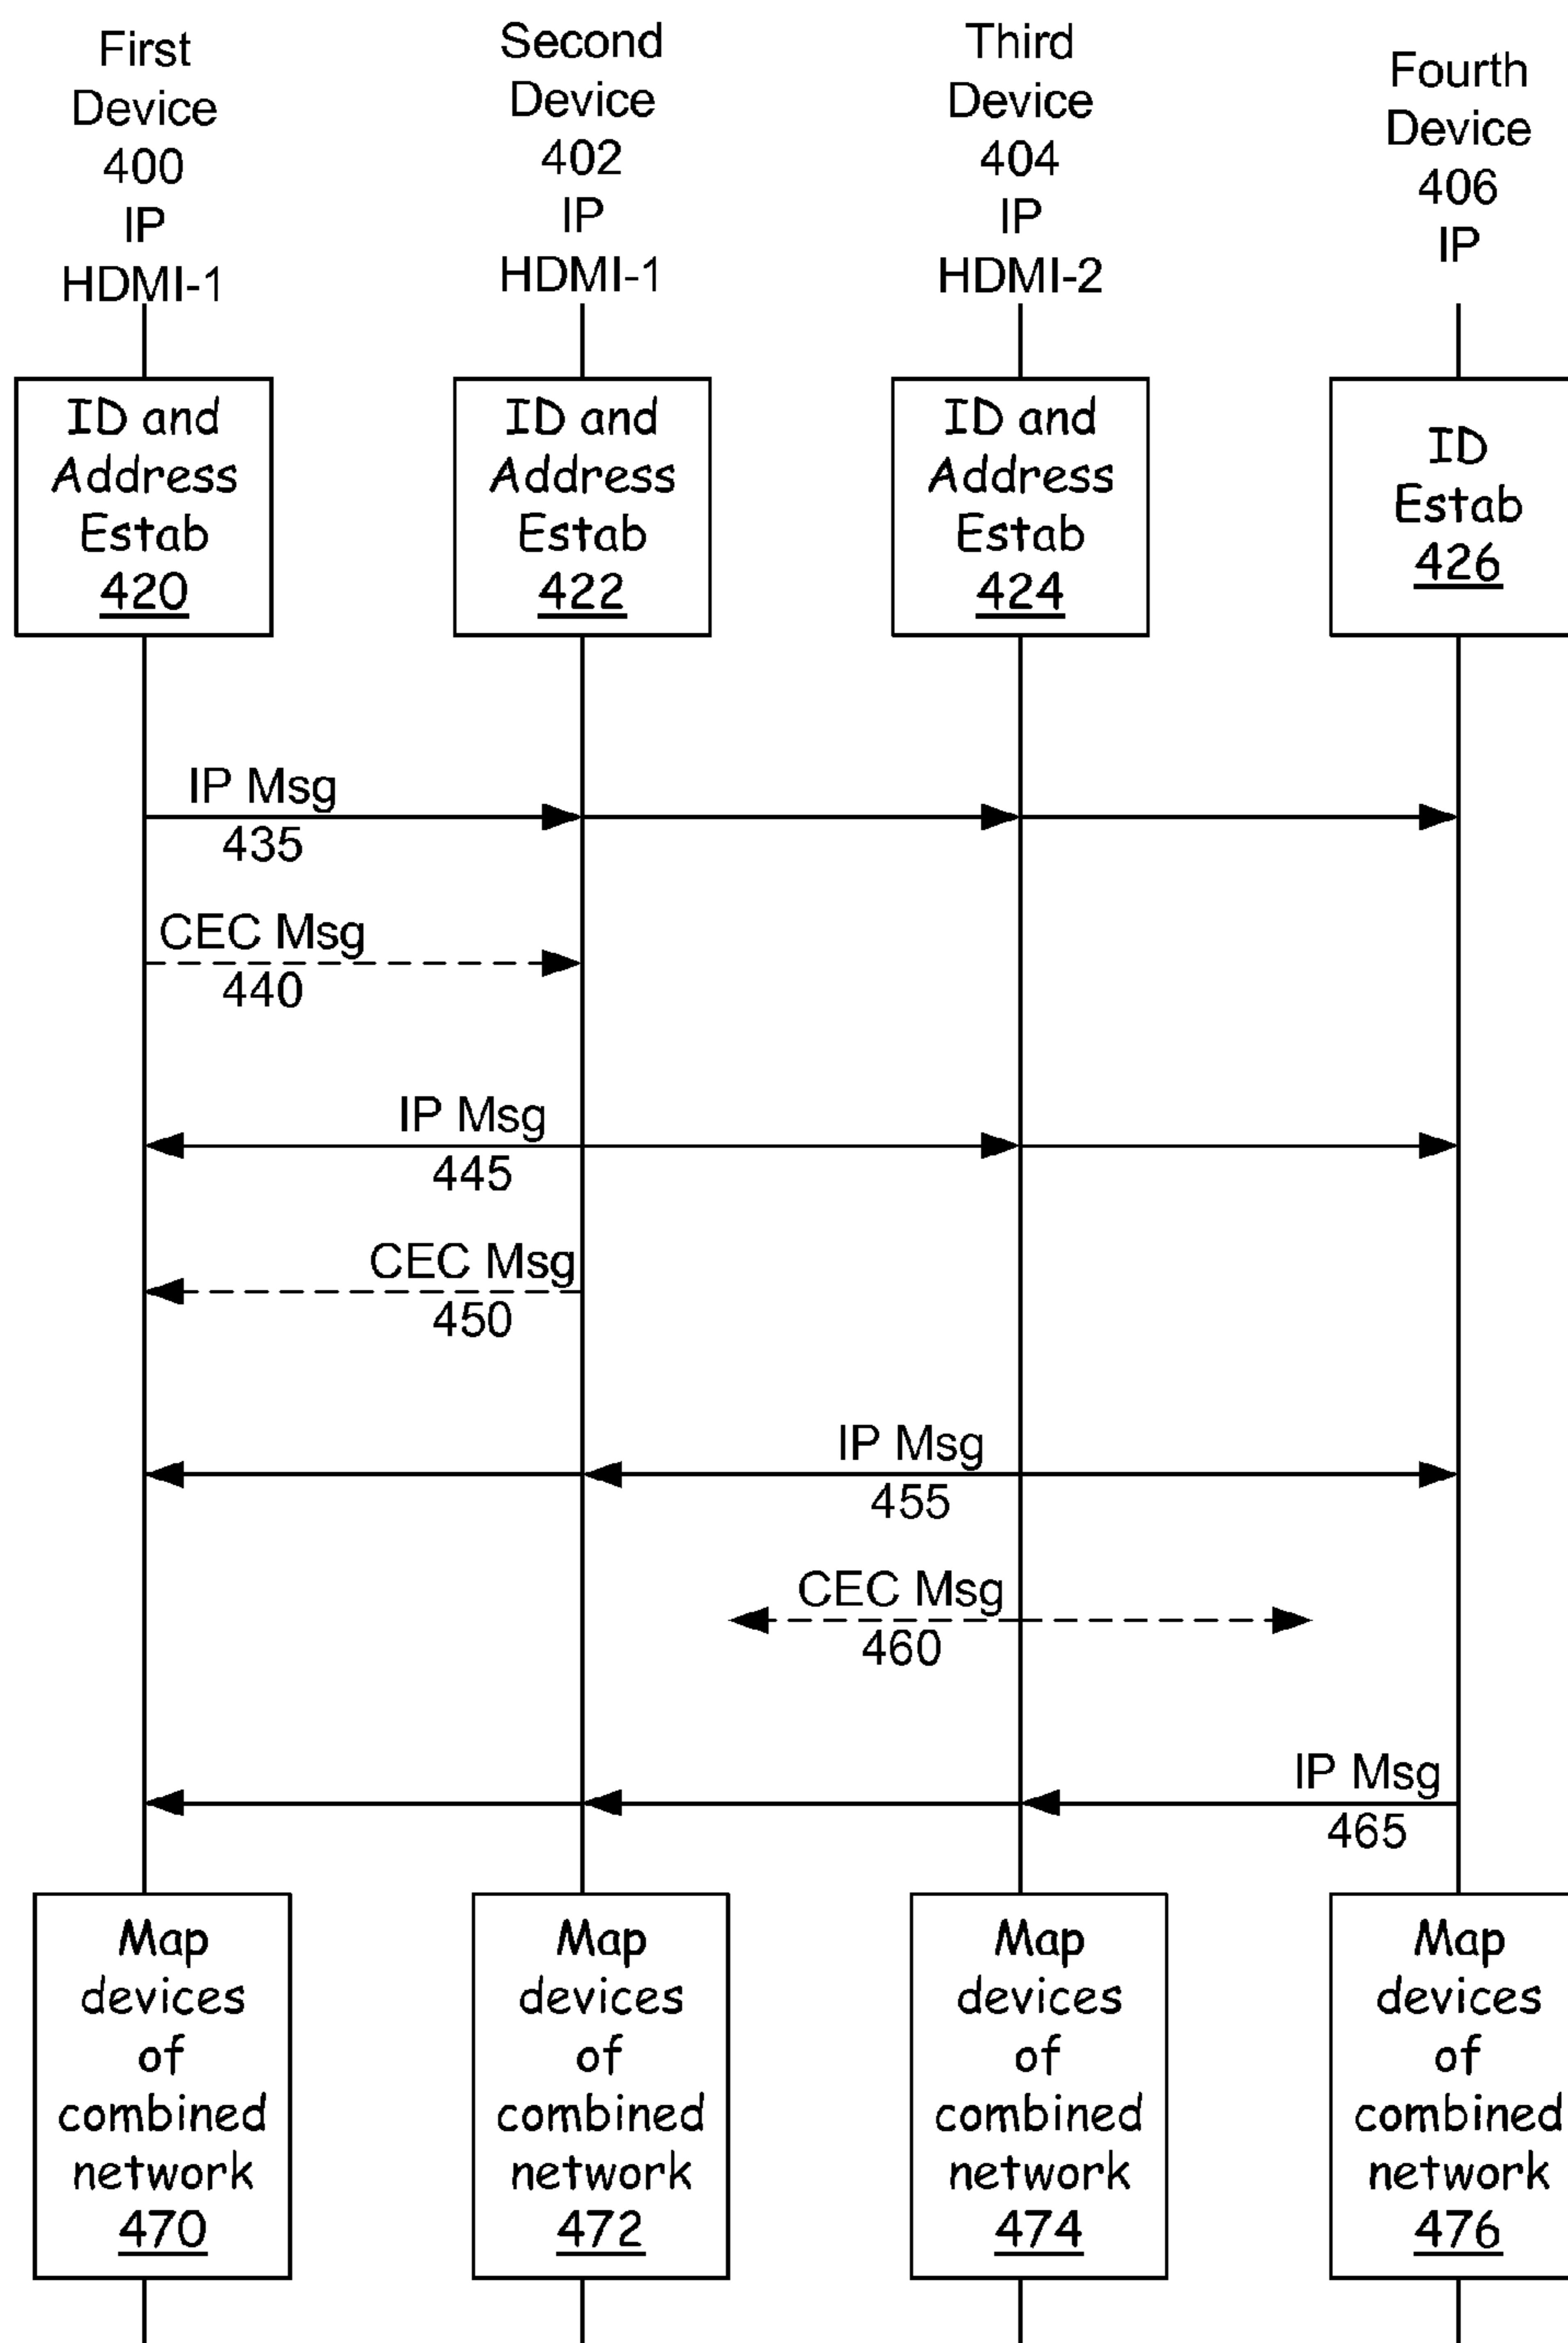 First
Device
400
IP
HDMI-1
Second
Device
402
IP
HDMI-1
Third
Device
404
IP
HDMI-2
Fourth
Device
406
IP
ID and
Address
Estab
420
ID and
Address
Estab
422
ID and
Address
Estab
424
ID
Estab
426
IP Msg
435
CEC Msg
440
IP Msg
445
CEC Msg
450
IP Msg
455
CEC Msg
460
IP Msg
465
Map
devices
of
combined
network
470
Map
devices
of
combined
network
472
Map
devices
of
combined
network
474
Map
devices
of
combined
network
476